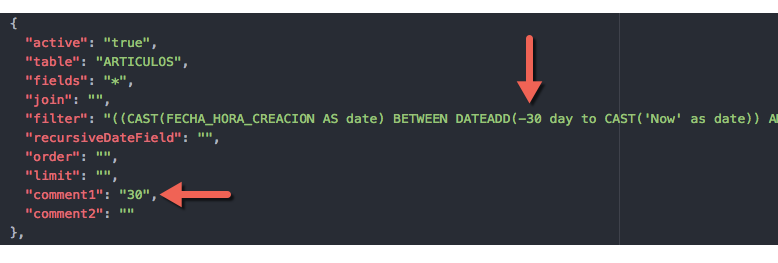 {
"active": "true",
"table": "ARTICULOS",
"fields": "*",
"join": "",
"filter": "((CAST(FECHA_HORA_CREACION AS date) BETWEEN DATEADD(-30 day to CAST('Now' as date)) A
"recursiveDateField": "",
"order": "",
"limit": "",
"comment1": "30",
"comment2": ""
},